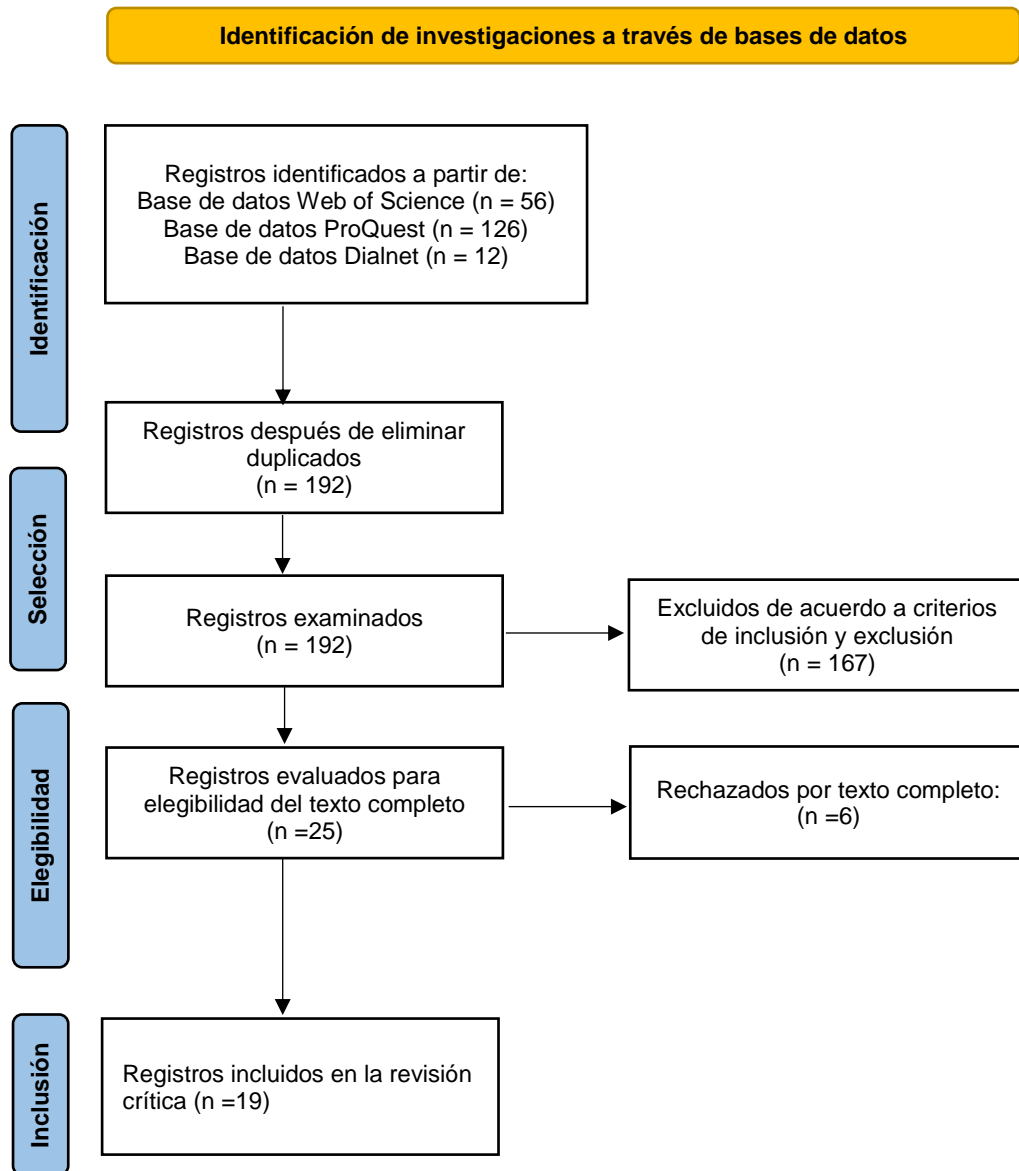 Identificación de investigaciones a través de bases de datos
Identificación
Registros identificados a partir de:
Base de datos Web of Science (n = 56)
Base de datos ProQuest (n = 126)
Base de datos Dialnet (n = 12)
Registros después de eliminar
duplicados
(n = 192)
Selección
Registros examinados
(n = 192)
Excluidos de acuerdo a criterios
de inclusión y exclusión
(n = 167)
Elegibilidad
Registros evaluados para
elegibilidad del texto completo
(n =25)
Rechazados por texto completo:
(n =6)
Inclusión
Registros incluidos en la revisión
crítica (n =19)